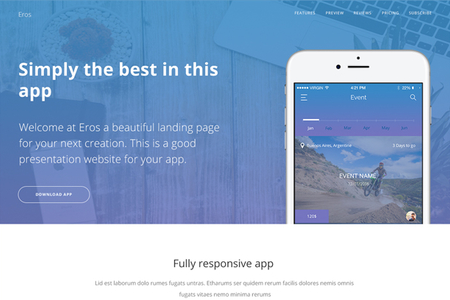 Eros
FEATURES PREVIEW REVIEWS PRICING SUBSCRIBE
Simply the best in this
app
Welcome at Eros a beautiful landing page
for your next creation. This is a good
presentation website for your app.
DOWNLOAD APP
VIRGIN 4:21 PM
Event
Jan Feb Mar Apr May Jun
Buenos Aires, Argentina 3 Days to go
EVENT NAME
Fully responsive app
Lid est laborum dolo rumes fugats untras. Etharums ser quidem rerum facilis dolores nemis omnis
fugats vitaes nemo minima rerums